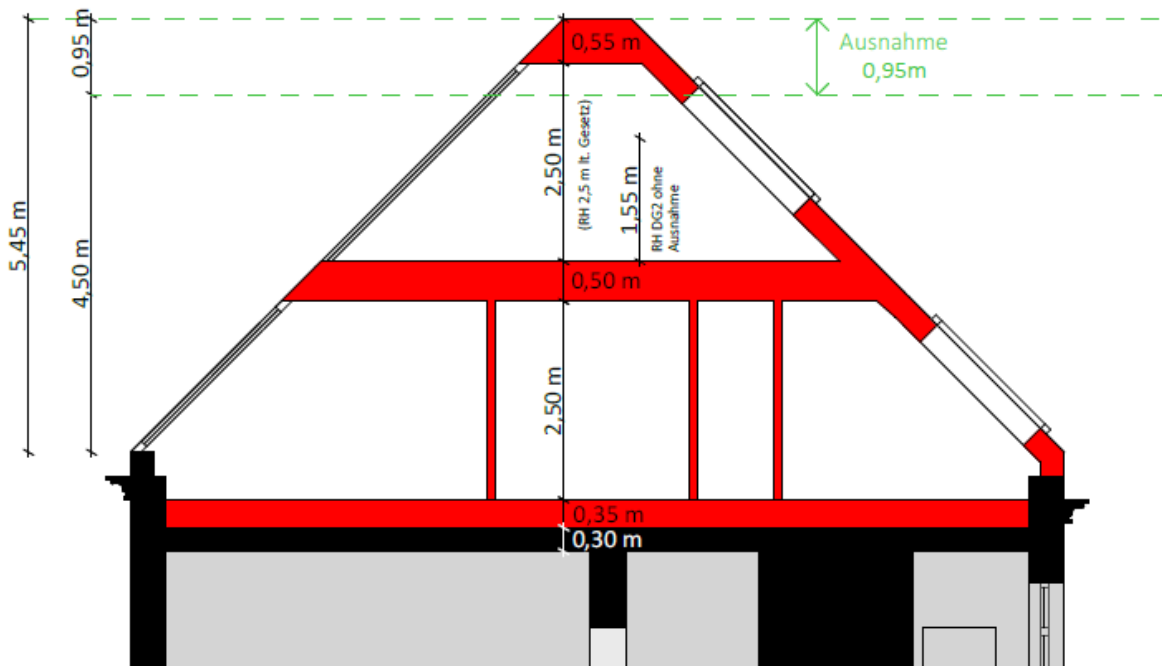 0,95 m
0,55 m
Ausnahme
0,95m
2,50 m
(RH 2,5 m lt. Gesetz)
1,55 m
RH DG2 ohne
Ausnahme
5,45 m
4,50 m
0,50 m
2,50 m
0,35 m
0,30 m